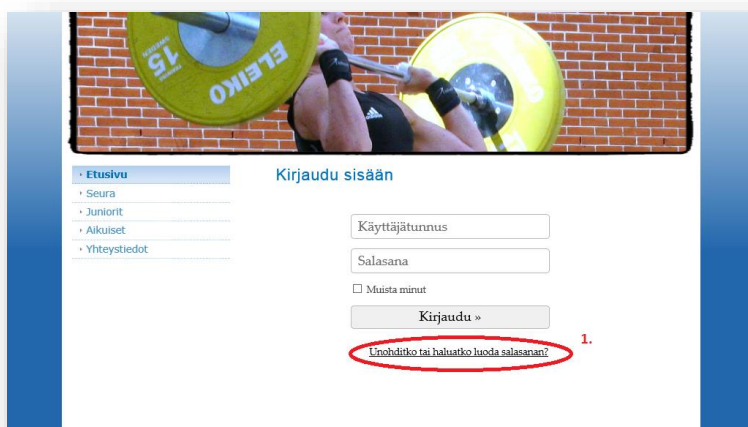 15
ELEIKO
Kirjaudu sisään
Etusivu
Seura
Juniorit
Aikuiset
Yhteystiedot
Käyttäjätunnus
Salasana
Muista minut
Kirjaudu »
1.
Unohditko tai haluatko luoda salasanan?